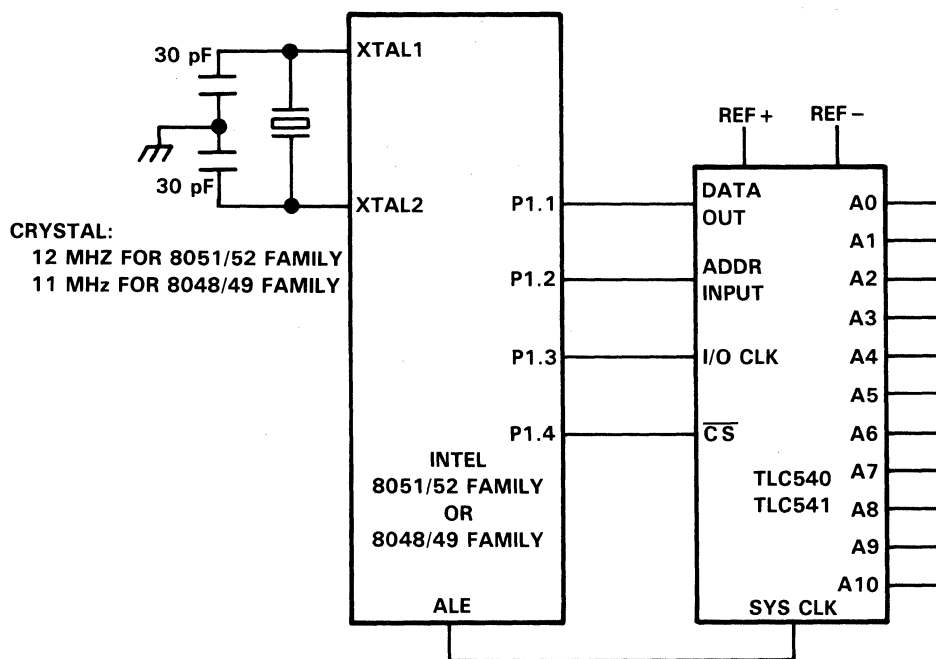 30 pF
XTAL1
30 pF
XTAL2
CRYSTAL:
12 MHZ FOR 8051/52 FAMILY
11 MHz FOR 8048/49 FAMILY
P1.1
P1.2
P1.3
P1.4
INTEL
8051/52 FAMILY
OR
8048/49 FAMILY
ALE
REF+
REF−
DATA
OUT
ADDR
INPUT
I/O CLK
C̅S̅
TLC540
TLC541
A0
A1
A2
A3
A4
A5
A6
A7
A8
A9
A10
SYS CLK